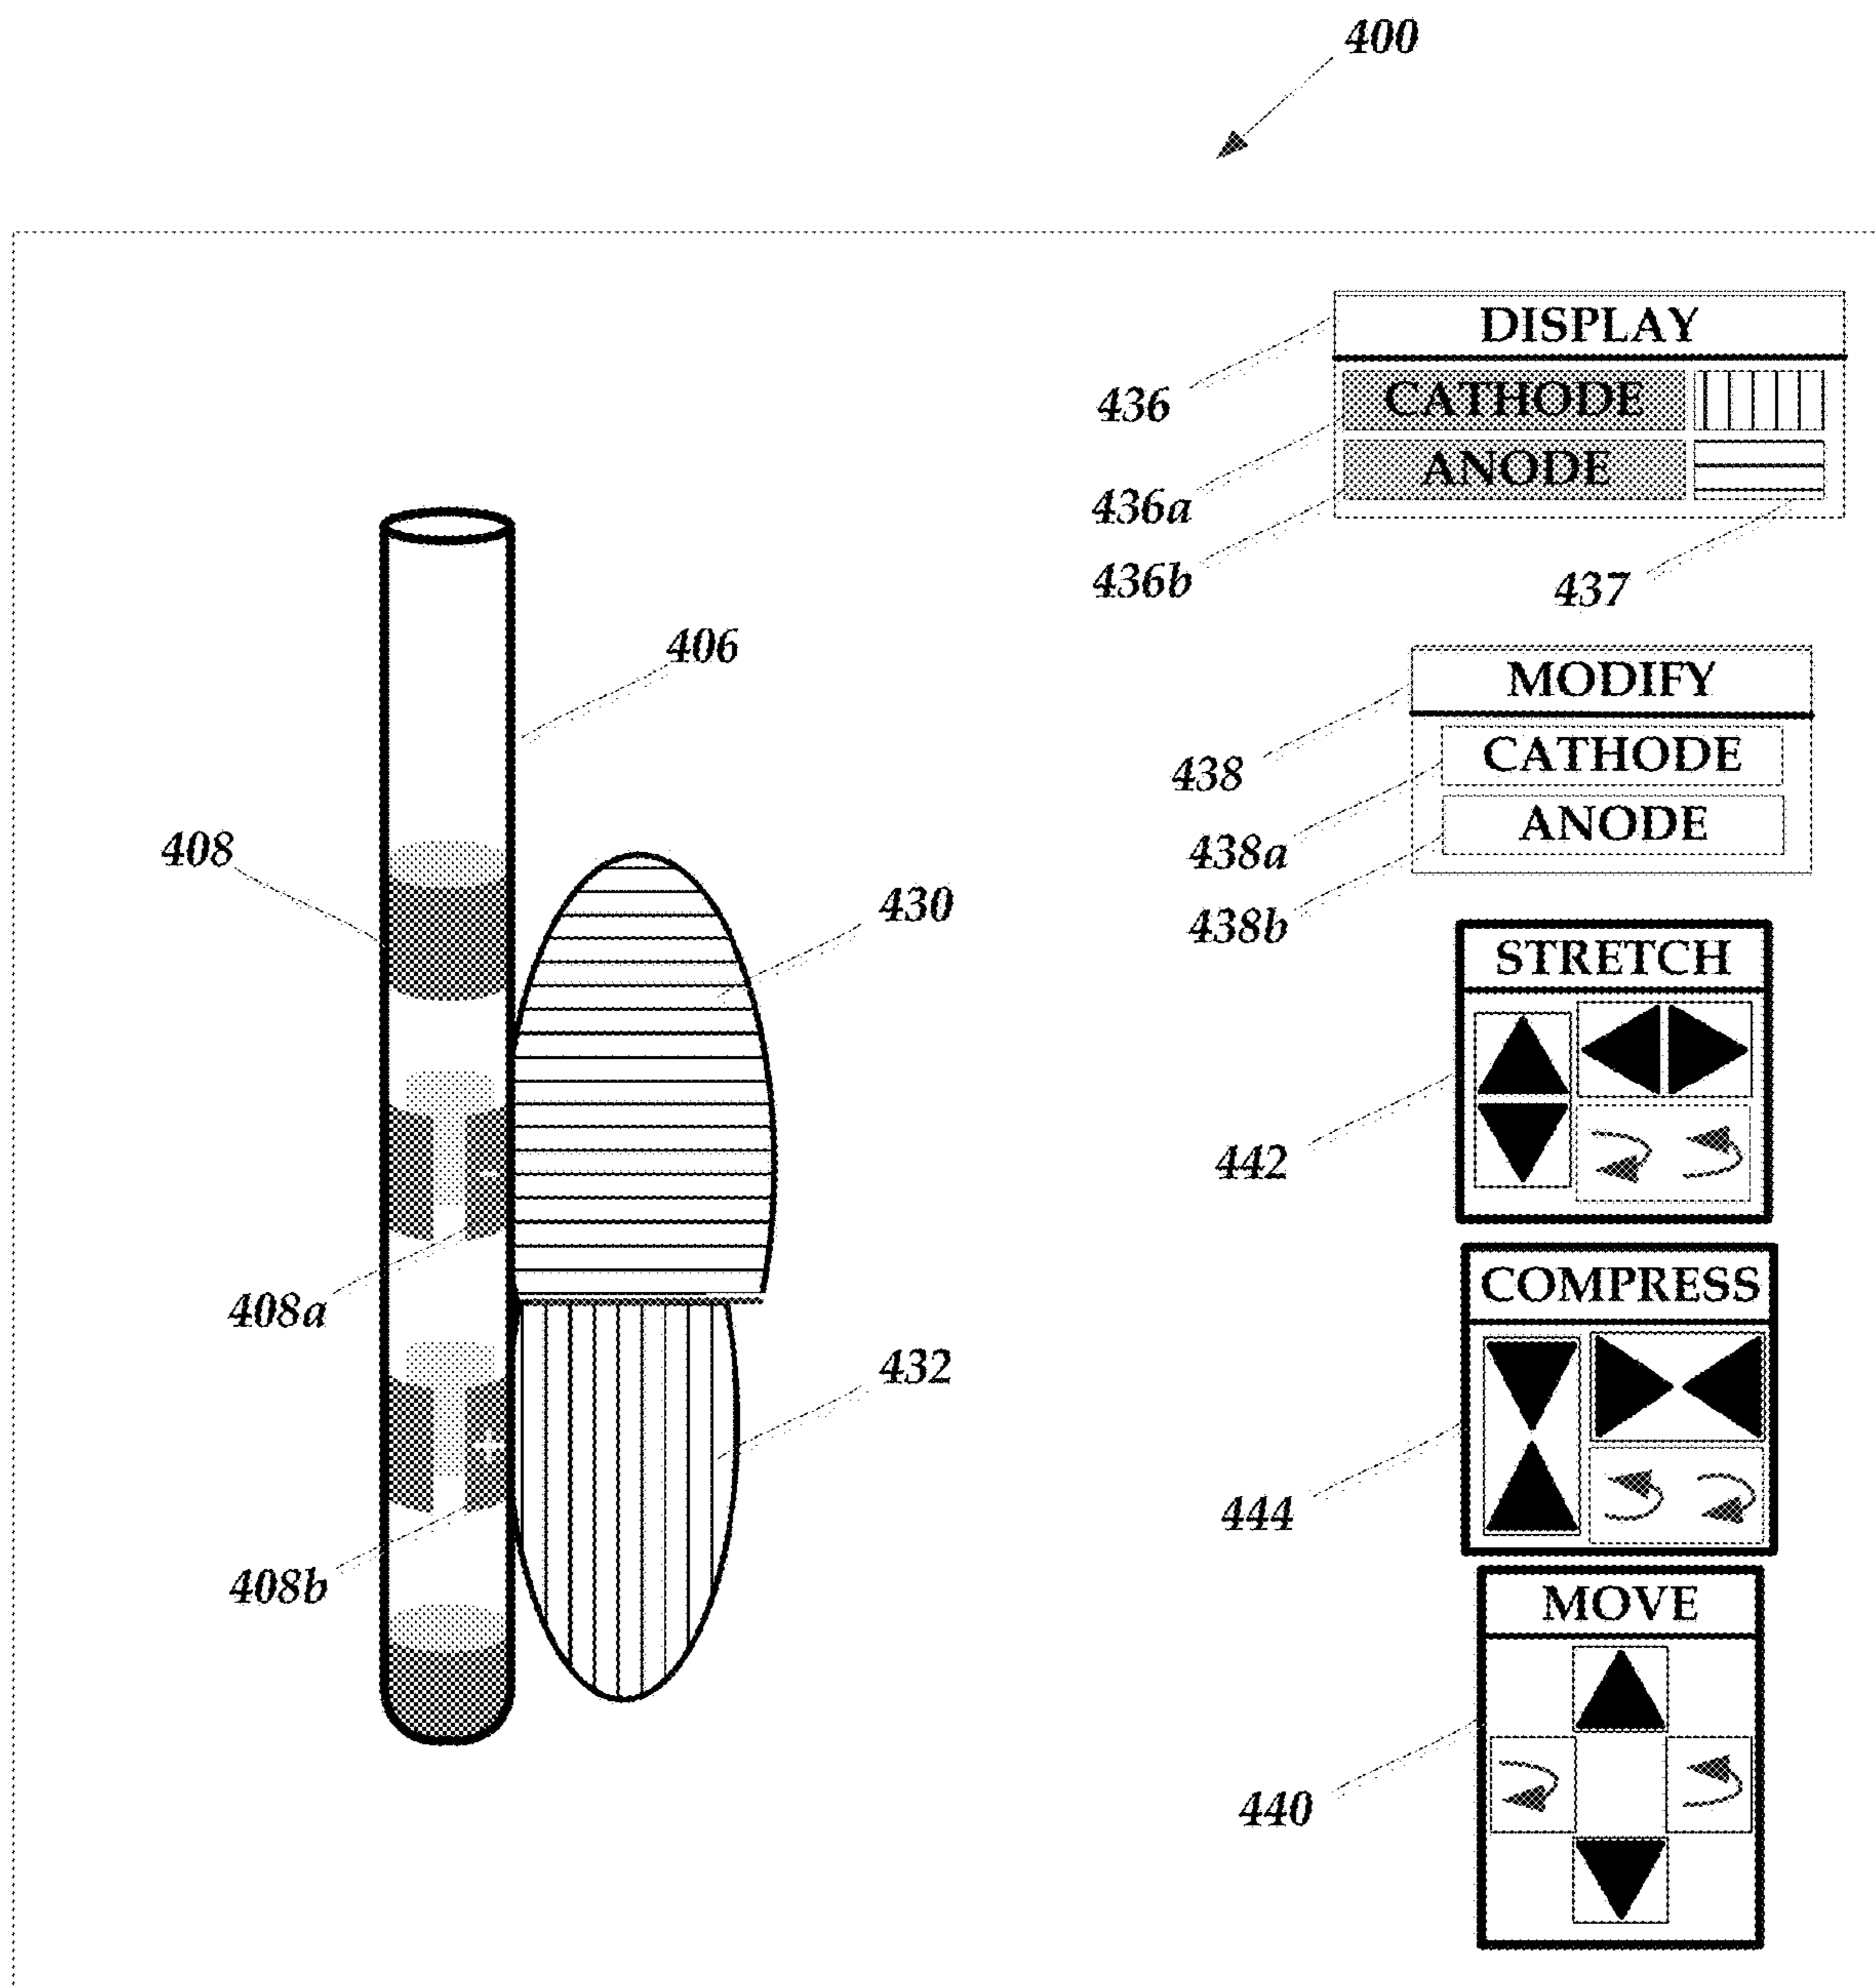 400
DISPLAY
436
CATHODE
436a
ANODE
436b
437
406
MODIFY
438
CATHODE
408
438a
ANODE
430
438b
STRETCH
442
408a
COMPRESS
432
444
408b
MOVE
440